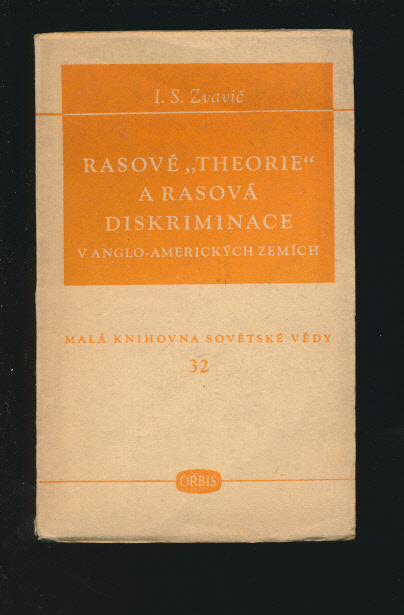 I. S. Zvavič
RASOVÉ „THEORIE“
A RASOVÁ
DISKRIMINACE
V ANGLO-AMERICKÝCH ZEMÍCH
MALÁ KNIHOVNA SOVĚTSKÉ VĚDY
32
ORBIS